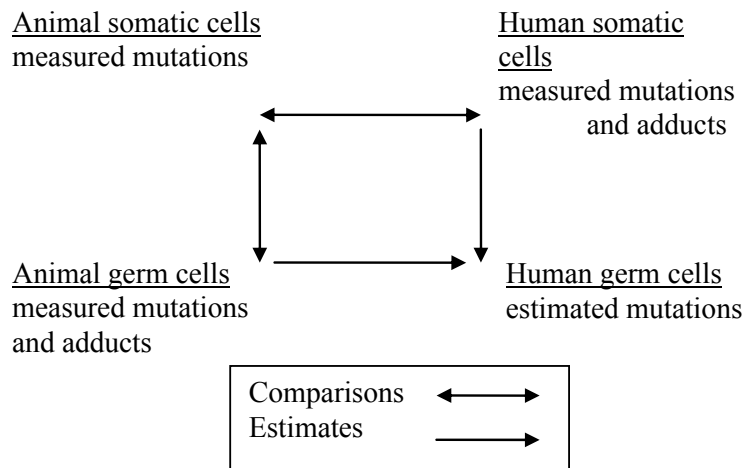 Animal somatic cells
measured mutations
Human somatic
cells
measured mutations
and adducts
Animal germ cells
measured mutations
and adducts
Human germ cells
estimated mutations
Comparisons
Estimates